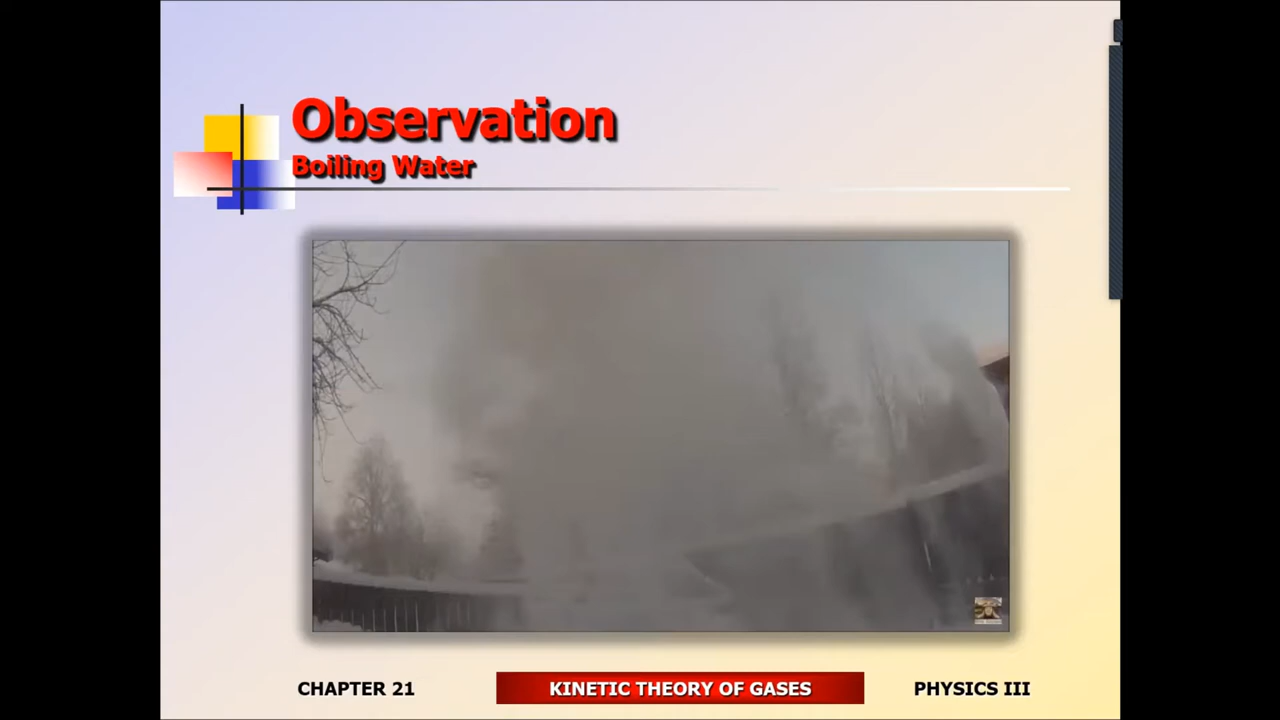 Observation
Boiling Water
CHAPTER 21
KINETIC THEORY OF GASES
PHYSICS III